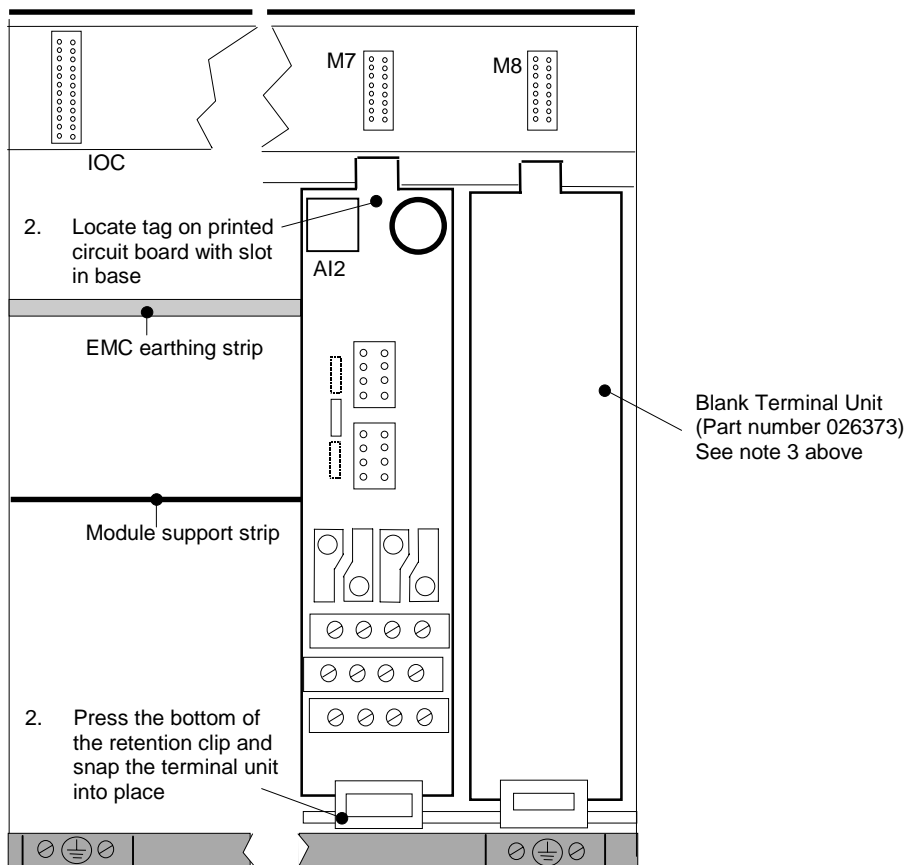 M7
M8
IOC
2. Locate tag on printed
circuit board with slot
in base
AI2
EMC earthing strip
Blank Terminal Unit
(Part number 026373)
See note 3 above
Module support strip
2. Press the bottom of
the retention clip and
snap the terminal unit
into place